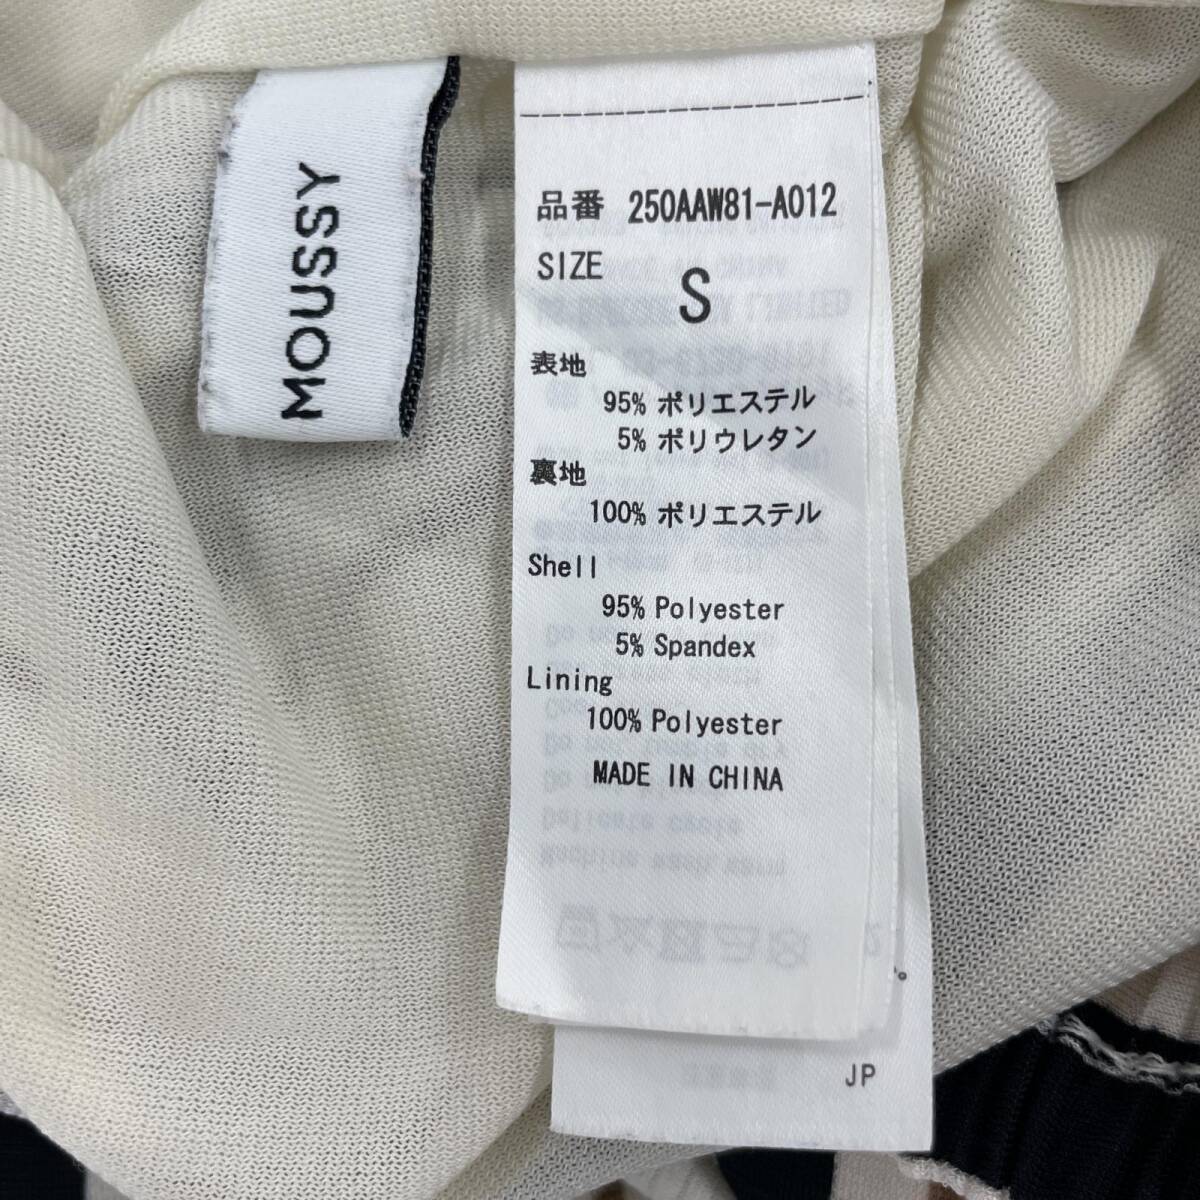 MOUSSY
品番 250AAW81-A012
SIZE
S
表地
95% ポリエステル
5% ポリウレタン
裏地
100% ポリエステル
Shell
95% Polyester
5% Spandex
Lining
100% Polyester
MADE IN CHINA
JP